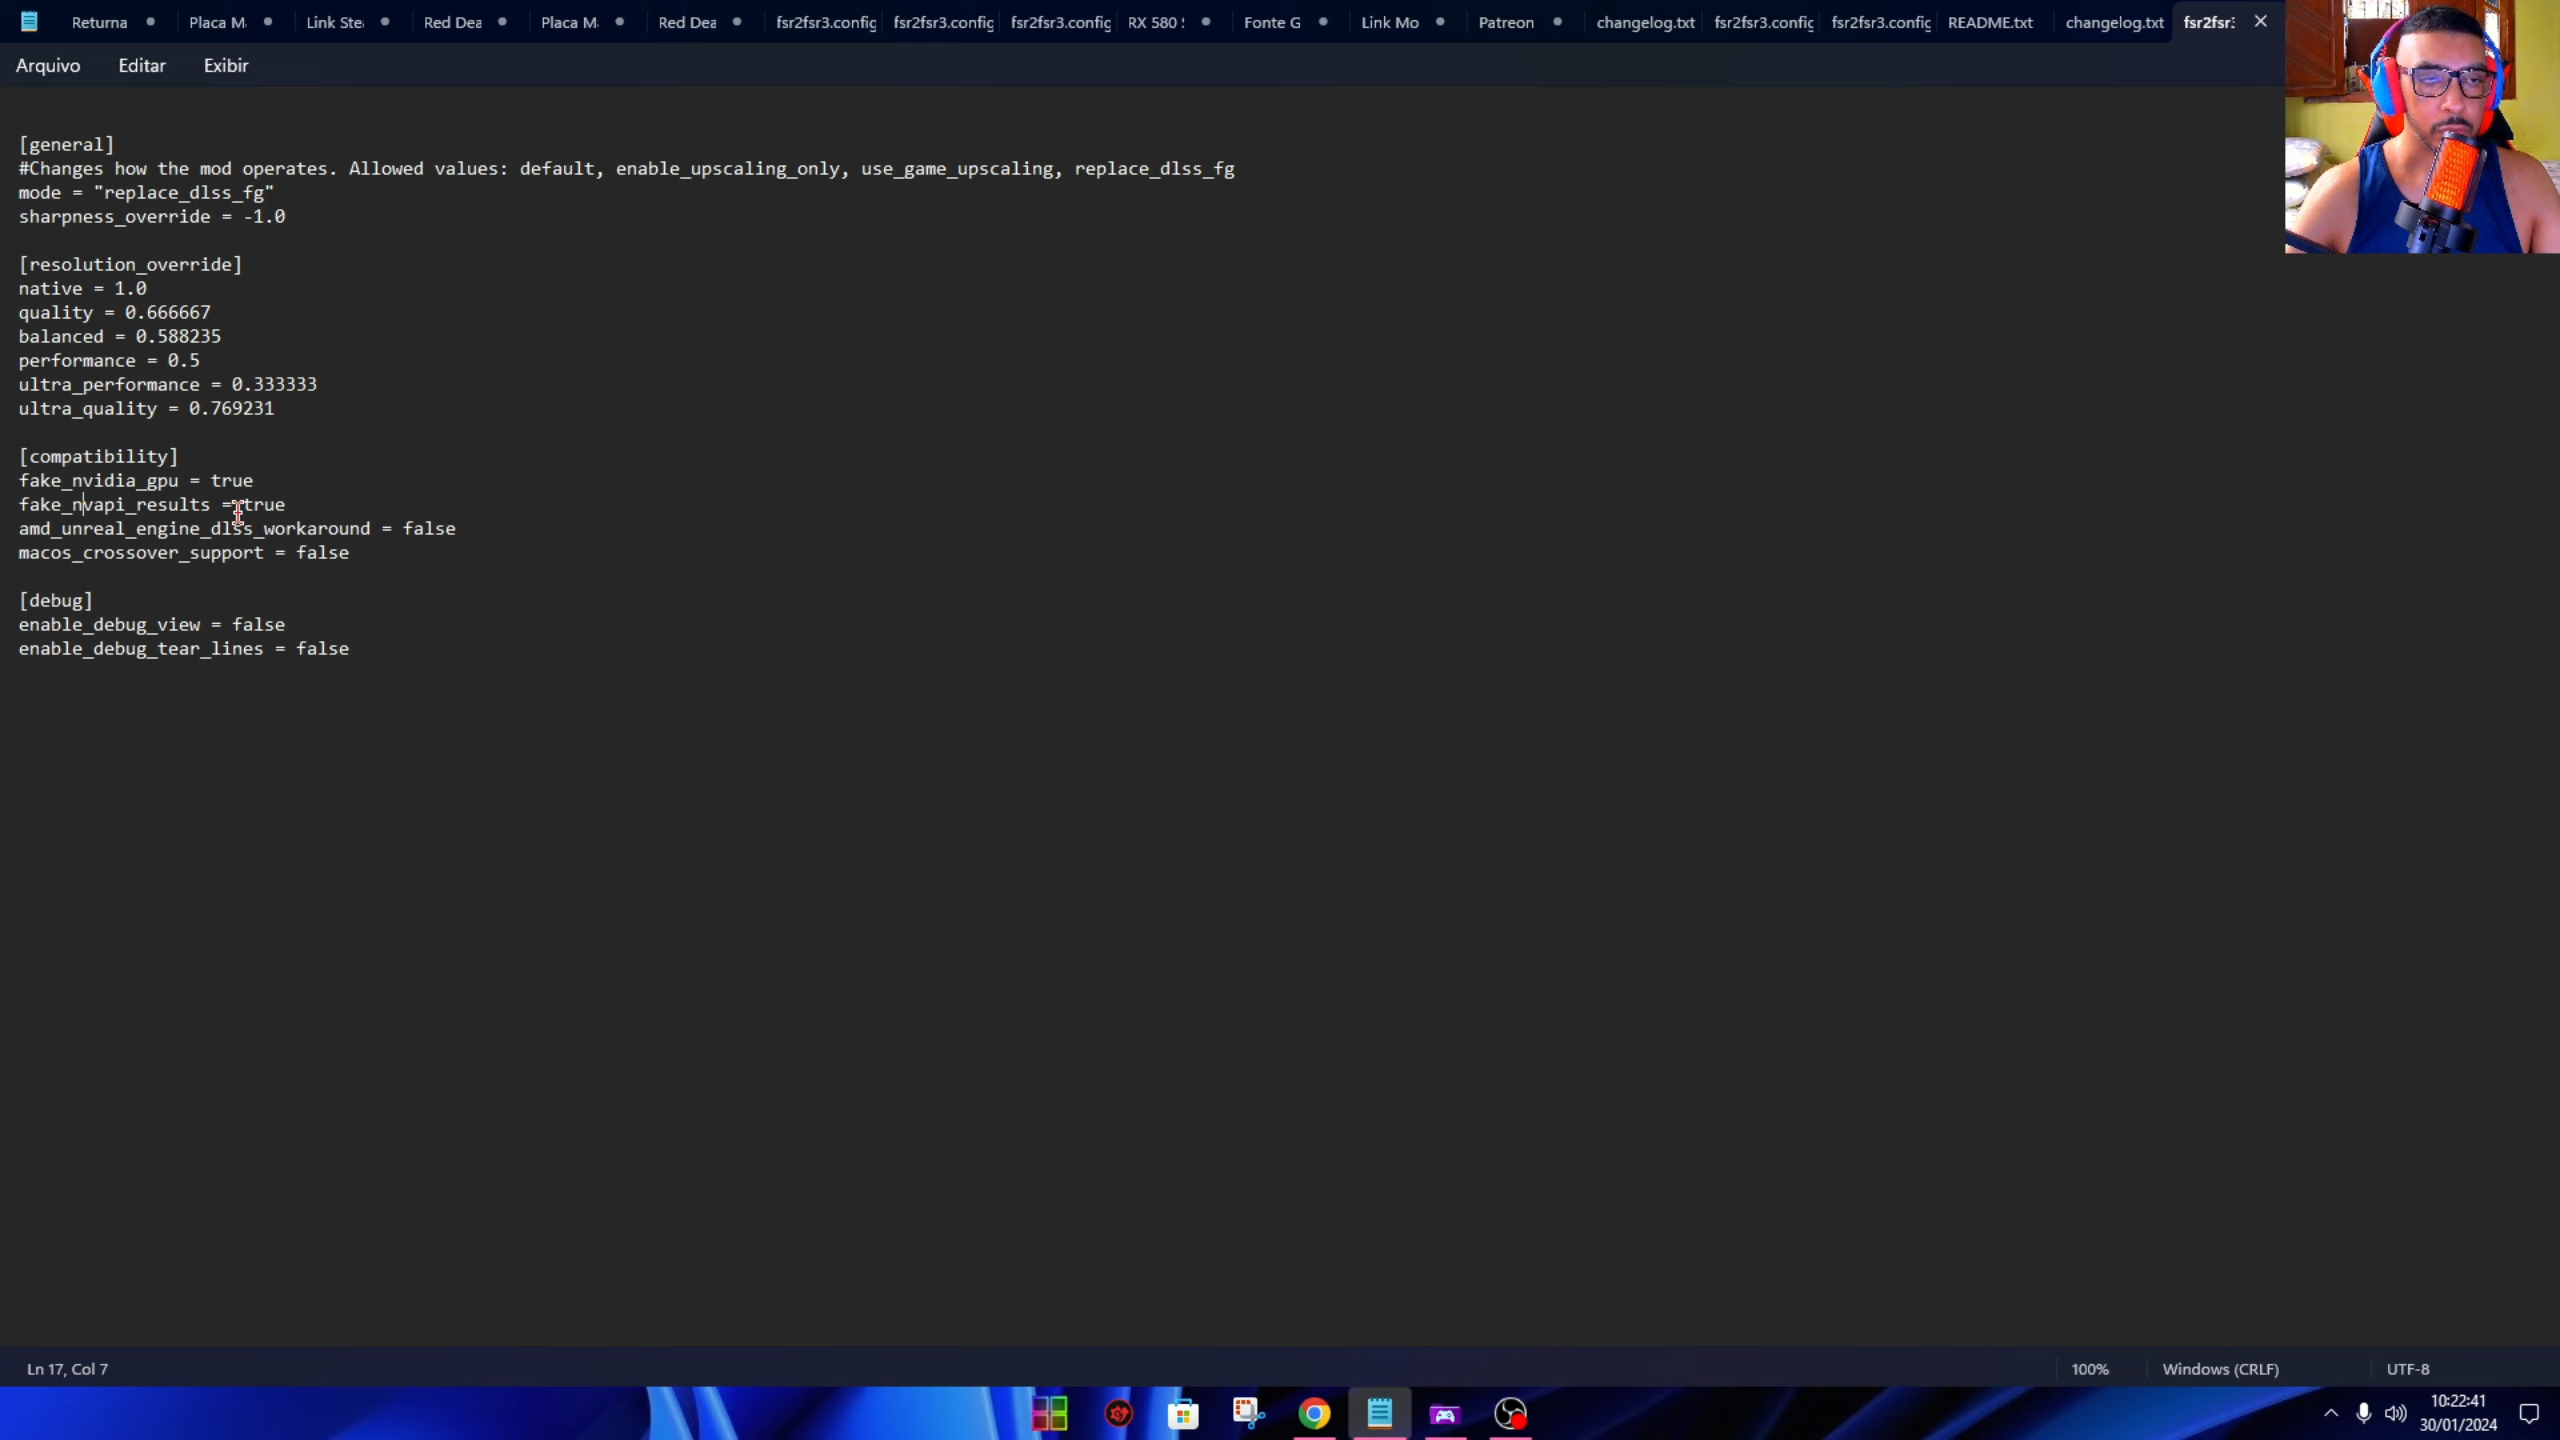 Returna
Placa M
Link Ste
Red Dea
Placa M
Red Dea
fsr2fsr3.config
fsr2fsr3.config
fsr2fsr3.config
RX 580
Fonte G
Link Mo
Patreon
changelog.txt
fsr2fsr3.config
fsr2fsr3.config
README.txt
changelog.txt
fsr2fsr3
Arquivo Editar Exibir
[general]
#Changes how the mod operates. Allowed values: default, enable_upscaling_only, use_game_upscaling, replace_dlss_fg
mode = "replace_dlss_fg"
sharpness_override = -1.0
[resolution_override]
native = 1.0
quality = 0.666667
balanced = 0.588235
performance = 0.5
ultra_performance = 0.333333
ultra_quality = 0.769231
[compatibility]
fake_nvidia_gpu = true
fake_nvapi_results = true
amd_unreal_engine_dlss_workaround = false
macos_crossover_support = false
[debug]
enable_debug_view = false
enable_debug_tear_lines = false
Ln 17, Col 7
100%
Windows (CRLF)
UTF-8
10:22:41
30/01/2024